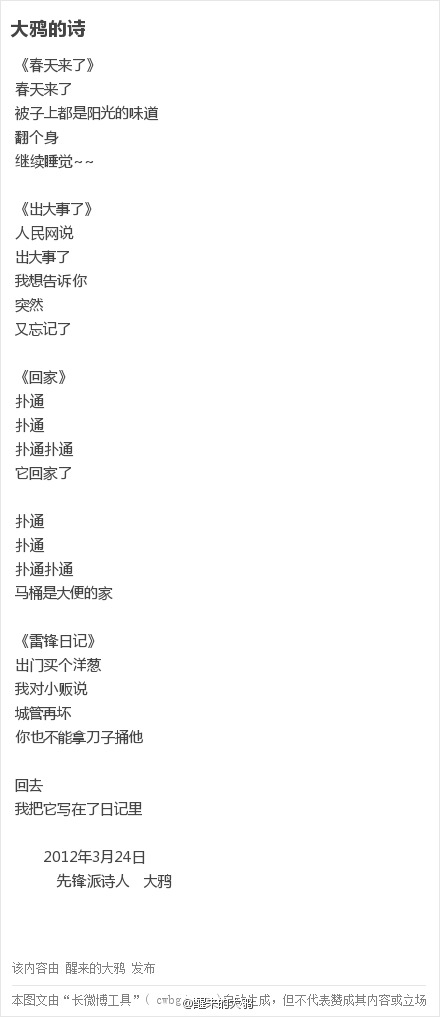 大鸦的诗
《春天来了》
春天来了
被子上都是阳光的味道
翻个身
继续睡觉~~
《出大事了》
人民网说
出大事了
我想告诉你
突然
又忘记了
《回家》
扑通
扑通
扑通扑通
它回家了
扑通
扑通
扑通扑通
马桶是大便的家
《雷锋日记》
出门买个洋葱
我对小贩说
城管再坏
你也不能拿刀子捅他
回去
我把它写在了日记里
2012年3月24日
先锋派诗人 大鸦
该内容由 醒来的大鸦 发布
本图文由“长微博工具”( cwbg 自动生成，但不代表赞成其内容或立场
@醒来的大鸦